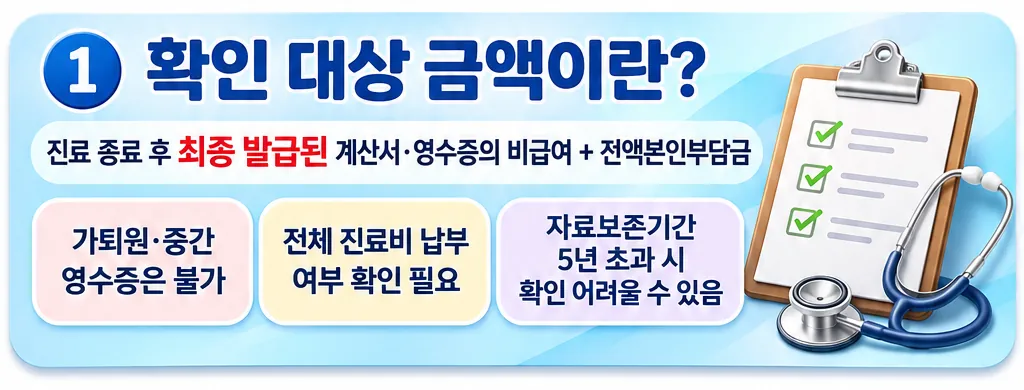 1 확인 대상 금액이란?
진료 종료 후 최종 발급된 계산서·영수증의 비급여 + 전액본인부담금
가퇴원·중간
영수증은 불가
전체 진료비 납부
여부 확인 필요
자료보존기간
5년 초과 시
확인 어려울 수 있음